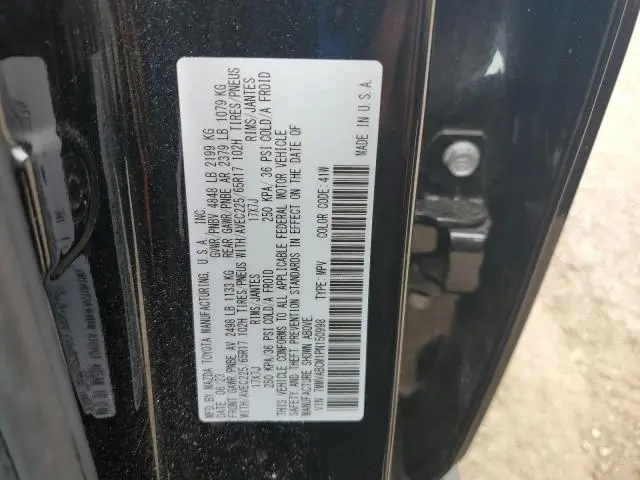 MFD.BY MAZDA TOYOTA MANUFACTURING, U.S.A.,INC.
DATE: 06/23 GVWR/PNBV 4848 LB 2199 KG
FRONT GAWR/PNBE AV 2498 LB 1133 KG REAR GAWR/PNBE AR 2379 LB 1079 KG
WITH/AVEC225/65R17 102H TIRES/PNEUS WITH/AVEC225/65R17 102H TIRES/PNEUS
17X7J RIMS/JANTES 17X7J RIMS/JANTES
250 KPA/36 PSI COLD/A FROID 250 KPA/36 PSI COLD/A FROID
THIS VEHICLE CONFORMS TO ALL APPLICABLE FEDERAL MOTOR VEHICLE
SAFETY AND THEFT PREVENTION STANDARDS IN EFFECT ON THE DATE OF
MANUFACTURE SHOWN ABOVE.
VIN: 7MMVABCM1PN150998 TYPE: MPV COLOR CODE:41W
MADE IN U.S.A.